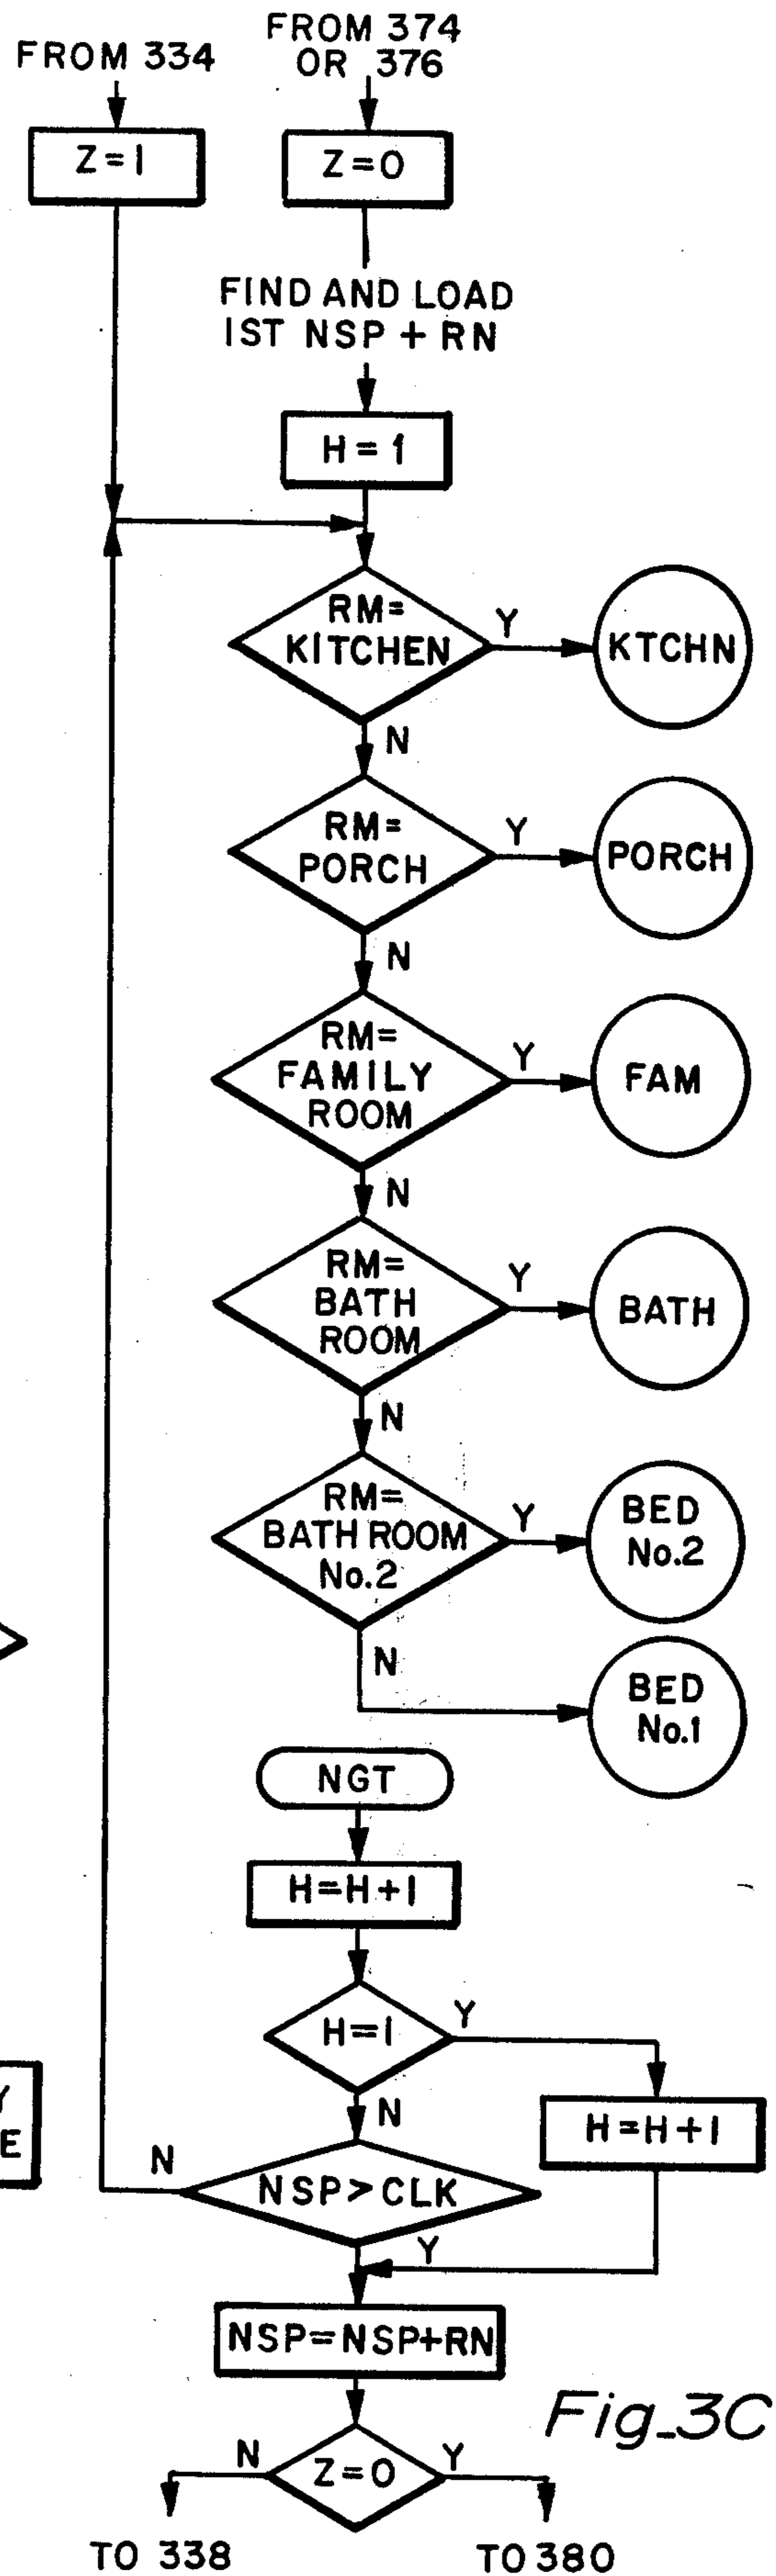 FROM 334
FROM 374
OR 376
Z=1
Z=0
FIND AND LOAD
1ST NSP + RN
H = 1
RM=
KITCHEN
Y
KTCHN
N
RM=
PORCH
Y
PORCH
N
RM=
FAMILY
ROOM
Y
FAM
N
RM=
BATH
ROOM
Y
BATH
N
RM=
BATH ROOM
No.2
Y
BED
No.2
N
BED
No.1
NGT
H=H+1
H=1
Y
N
H=H+1
Y
E
NSP>CLK
N
Y
NSP=NSP+RN
Fig_3C
Z=0
N
Y
TO 338
TO 380